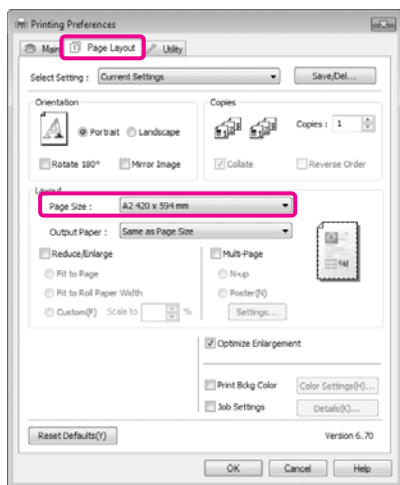 Printing Preferences
Main Page Layout Utility
Select Setting : Current Settings Save/Del...
Orientation
Portrait Landscape
Rotate 180° Mirror Image
Copies
Copies : 1
Collate Reverse Order
Layout
Page Size : A2 420 x 594 mm
Output Paper : Same as Page Size
Reduce/Enlarge
Fit to Page
Fit to Roll Paper Width
Custom(F) Scale to %
Multi-Page
N-up
Poster(N)
Settings...
Optimize Enlargement
Print Bckg Color Color Settings(H)...
Job Settings Details(K)...
Reset Defaults(Y) Version 6.70
OK Cancel Help